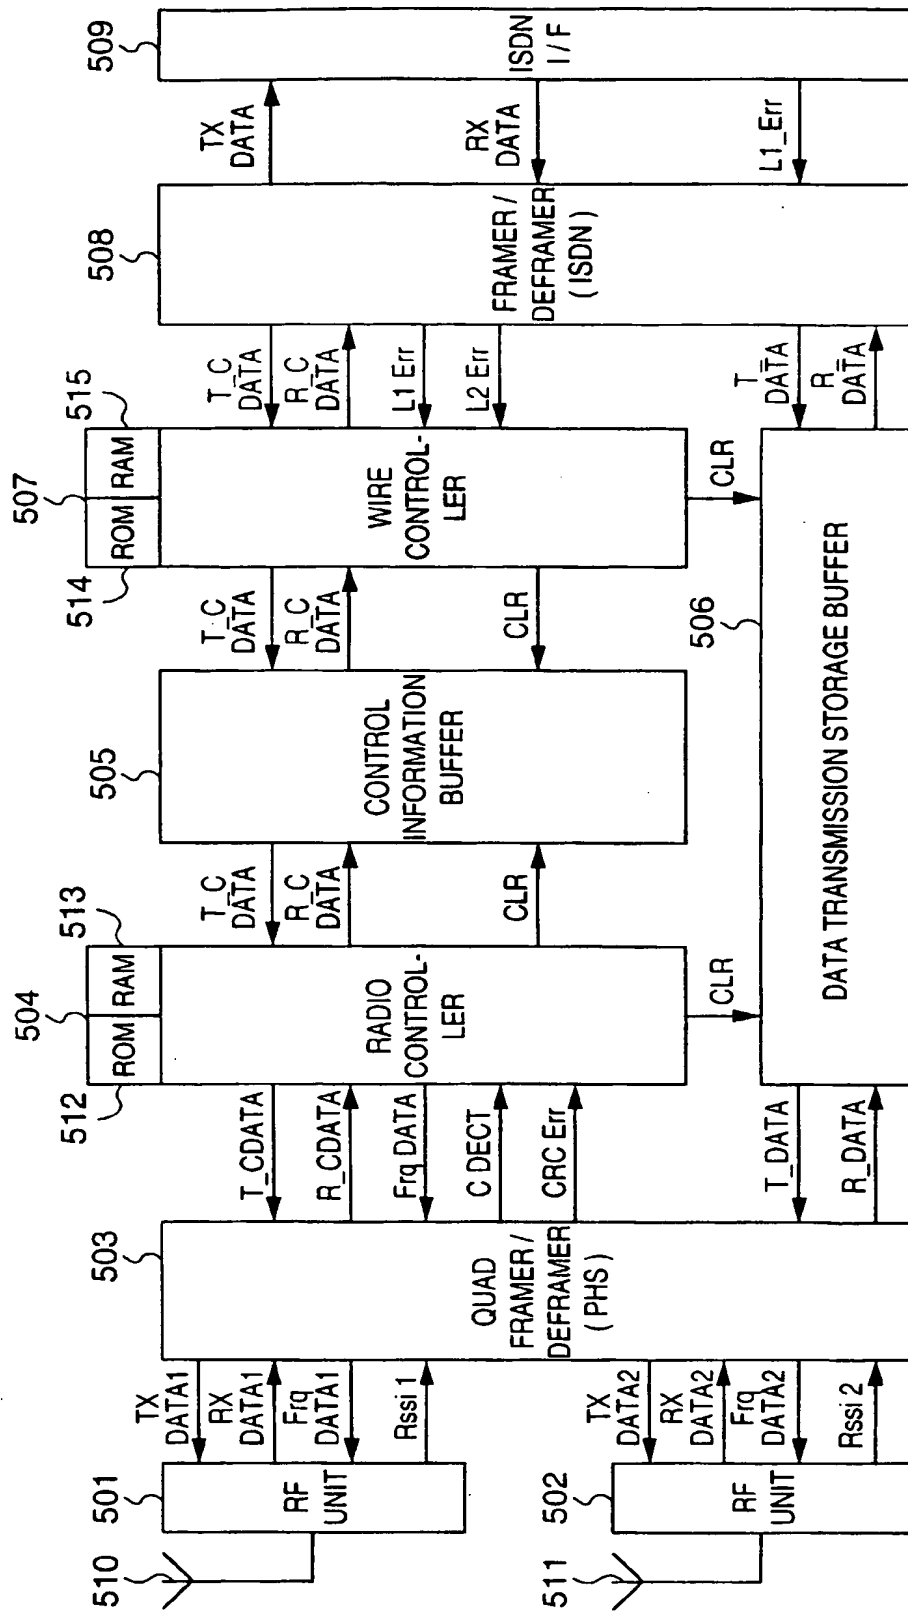 509
ISDN
I/F
TX
DATA
RX
DATA
L1_Err
508
FRAMER/
DEFRAMER
(ISDN)
T_C
DATA
R_C
DATA
L1 Err
L2 Err
T_
DATA
R_
DATA
507
515
514
ROM
RAM
WIRE
CONTROL-
LER
CLR
T_C
DATA
R_C
DATA
CLR
505
CONTROL
INFORMATION
BUFFER
506
DATA TRANSMISSION STORAGE BUFFER
T_C
DATA
R_C
DATA
CLR
504
513
512
ROM
RAM
RADIO
CONTROL-
LER
CLR
T_CDATA
R_CDATA
Frq DATA
C DECT
CRC Err
T_DATA
R_DATA
503
QUAD
FRAMER/
DEFRAMER
(PHS)
TX
DATA1
RX
DATA1
Frq
DATA1
Rssi 1
TX
DATA2
RX
DATA2
Frq
DATA2
Rssi 2
501
RF
UNIT
502
RF
UNIT
510
511